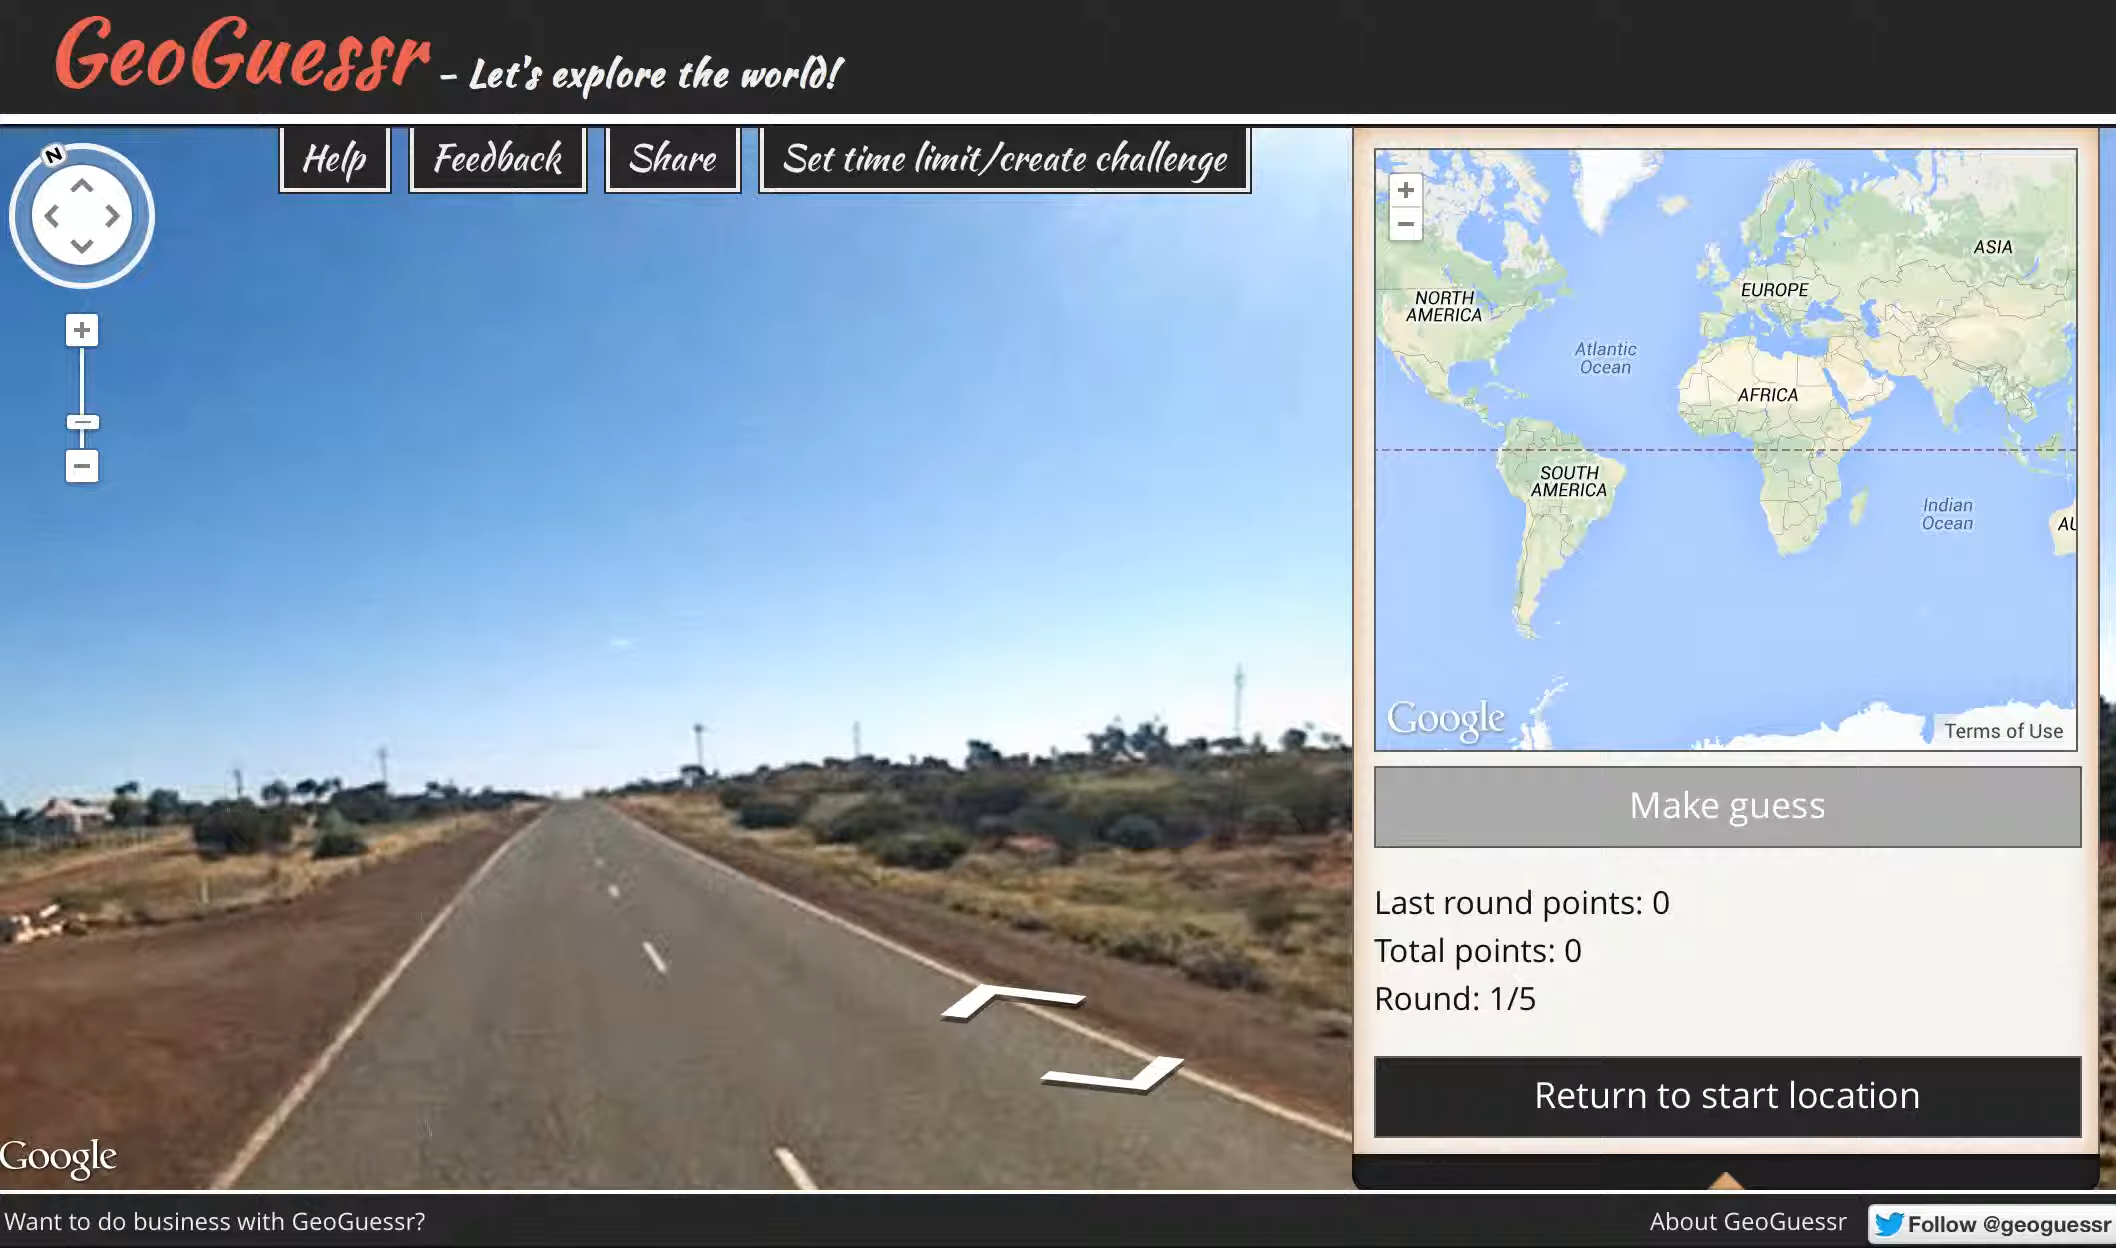 GeoGuessr - Let's explore the world!
N
Help
Feedback
Share
Set time limit/create challenge
+
−
Google
+
−
NORTH
AMERICA
Atlantic
Ocean
EUROPE
ASIA
AFRICA
SOUTH
AMERICA
Indian
Ocean
AU
Google
Terms of Use
Make guess
Last round points: 0
Total points: 0
Round: 1/5
Return to start location
Want to do business with GeoGuessr?
About GeoGuessr
Follow @geoguessr